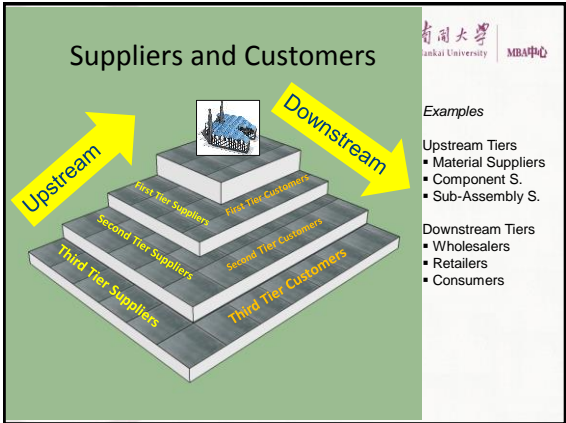 Suppliers and Customers
南開大學
Nankai University
MBA中心
Upstream
Downstream
First Tier Suppliers
First Tier Customers
Second Tier Suppliers
Second Tier Customers
Third Tier Suppliers
Third Tier Customers
Examples
Upstream Tiers
▪ Material Suppliers
▪ Component S.
▪ Sub-Assembly S.
Downstream Tiers
▪ Wholesalers
▪ Retailers
▪ Consumers